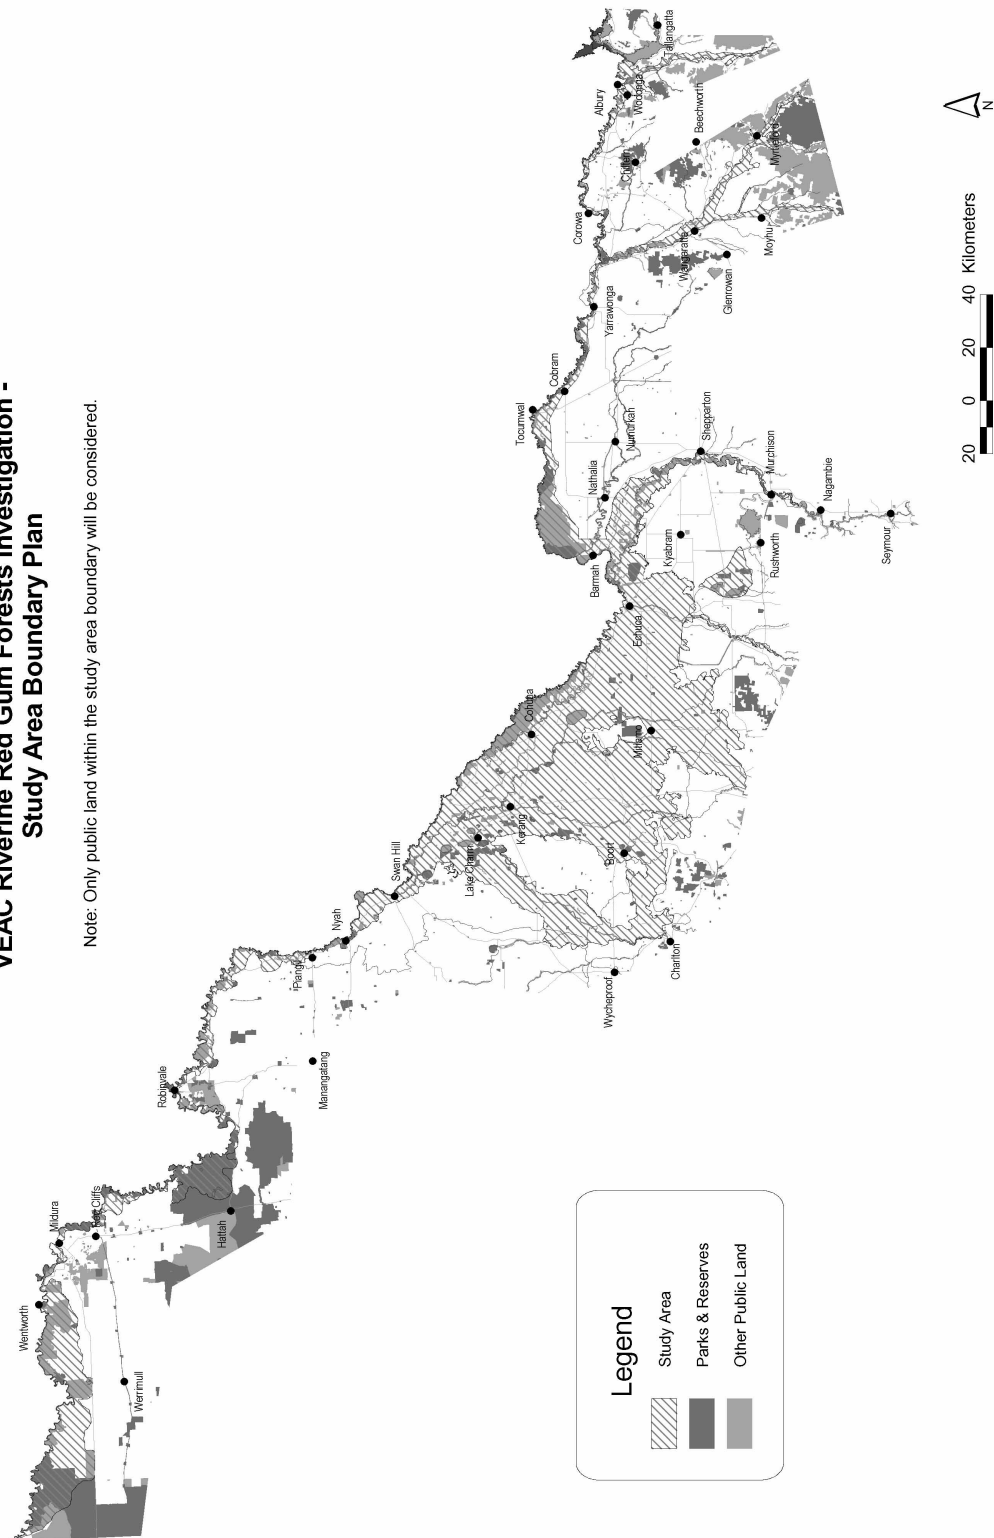 VEAC Riverine Red Gum Forests Investigation -
Study Area Boundary Plan
Note: Only public land within the study area boundary will be considered.
Wentworth
Mildura
Red Cliffs
Werrimull
Hattah
Robinvale
Manangatang
Piangil
Nyah
Swan Hill
Lake Charm
Kerang
Cohuna
Wycheproof
Charlton
Boort
Mitiamo
Echuca
Barmah
Nathalia
Kyabram
Rushworth
Numurkah
Shepparton
Murchison
Nagambie
Seymour
Tocumwal
Cobram
Yarrawonga
Corowa
Wangaratta
Glenrowan
Moyhu
Chiltern
Beechworth
Myrtleford
Albury
Wodonga
Tallangatta
Legend
Study Area
Parks & Reserves
Other Public Land
20 0 20 40 Kilometers
N